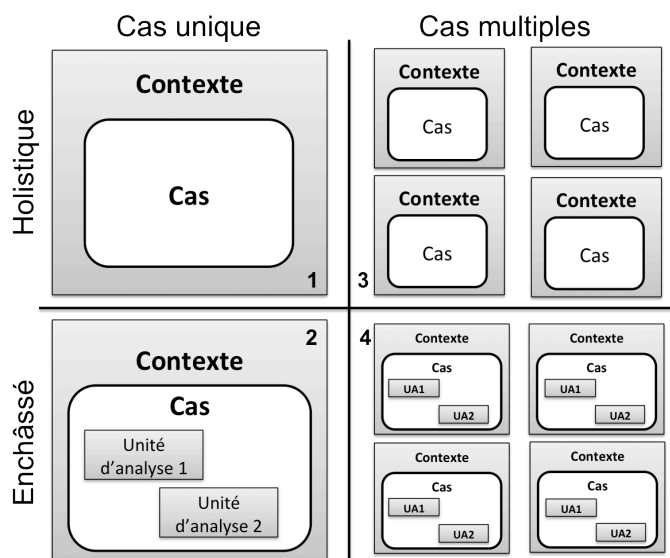 Cas unique
Cas multiples
Holistique
Contexte
Cas
1
Contexte
Cas
Contexte
Cas
Contexte
Cas
Contexte
Cas
3
Enchâssé
2
Contexte
Cas
Unité
d'analyse 1
Unité
d'analyse 2
4
Contexte
Cas
UA1
UA2
Contexte
Cas
UA1
UA2
Contexte
Cas
UA1
UA2
Contexte
Cas
UA1
UA2